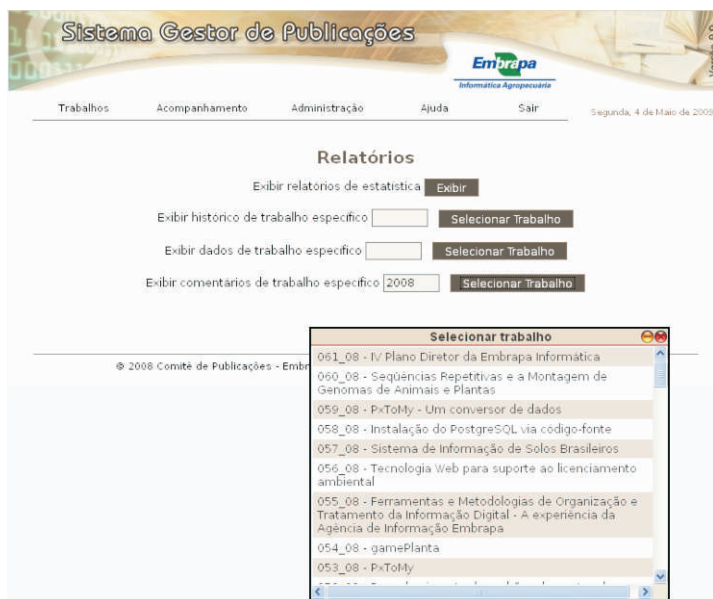 Sistema Gestor de Publicações
Embrapa
Informática Agropecuária
Trabalhos Acompanhamento Administração Ajuda Sair
Segunda, 4 de Maio de 2009
Relatórios
Exibir relatórios de estatística Exibir
Exibir histórico de trabalho específico Selecionar Trabalho
Exibir dados de trabalho específico Selecionar Trabalho
Exibir comentários de trabalho específico 2008 Selecionar Trabalho
Selecionar trabalho
© 2008 Comitê de Publicações - Embr
061_08 - IV Plano Diretor da Embrapa Informática
060_08 - Seqüências Repetitivas e a Montagem de
Genomas de Animais e Plantas
059_08 - PxToMy - Um conversor de dados
058_08 - Instalação do PostgreSQL via código-fonte
057_08 - Sistema de Informação de Solos Brasileiros
056_08 - Tecnologia Web para suporte ao licenciamento
ambiental
055_08 - Ferramentas e Metodologias de Organização e
Tratamento da Informação Digital - A experiência da
Agência de Informação Embrapa
054_08 - gamePlanta
053_08 - PxToMy